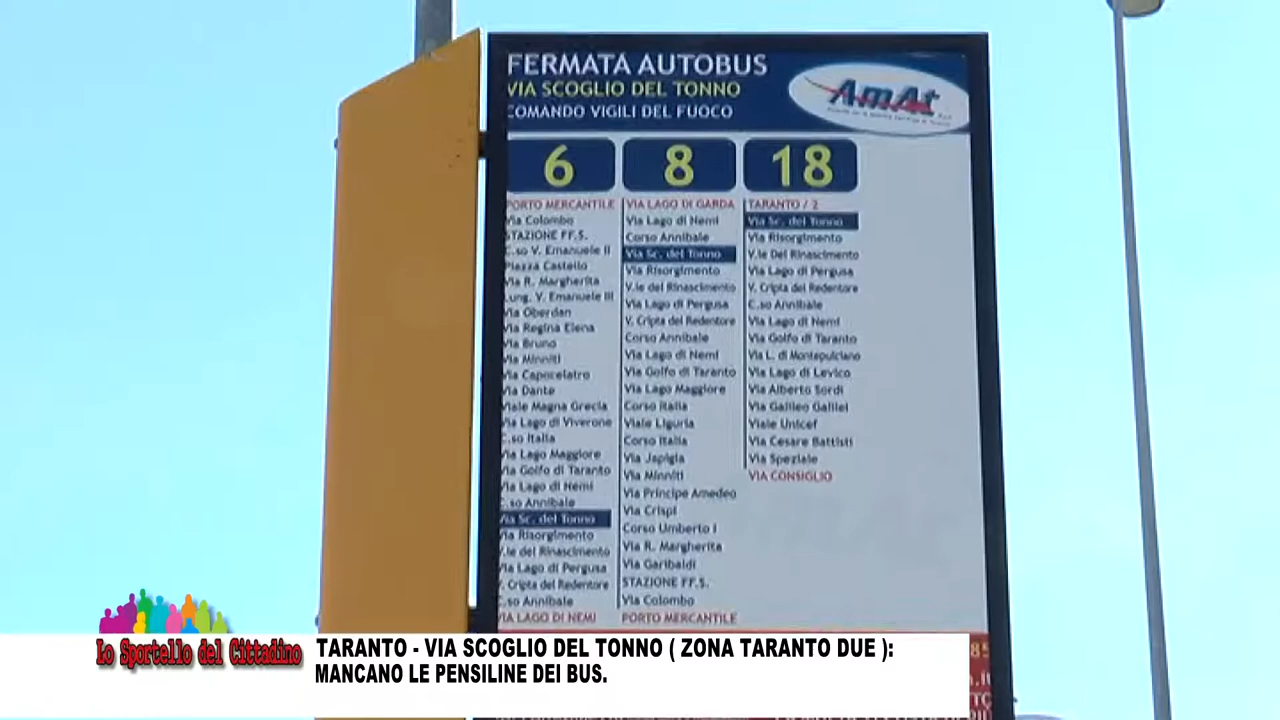 FERMATA AUTOBUS
VIA SCOGLIO DEL TONNO
COMANDO VIGILI DEL FUOCO
AmAt
6
PORTO MERCANTILE
Via Colombo
STAZIONE FF.S.
C.so V. Emanuele II
Piazza Castello
Via R. Margherita
Lung. V. Emanuele III
Via Oberdan
Via Regina Elena
Via Bruno
Via Minniti
Via Capocelatro
Via Dante
Viale Magna Grecia
Via Lago di Viverone
C.so Italia
Via Lago Maggiore
Via Golfo di Taranto
Via Lago di Nemi
C.so Annibale
Via Sc. del Tonno
Via Risorgimento
V.le del Rinascimento
Via Lago di Pergusa
V. Cripta del Redentore
C.so Annibale
VIA LAGO DI NEMI
8
VIA LAGO DI GARDA
Via Lago di Nemi
Corso Annibale
Via Sc. del Tonno
Via Risorgimento
V.le del Rinascimento
Via Lago di Pergusa
V. Cripta del Redentore
Corso Annibale
Via Lago di Nemi
Via Golfo di Taranto
Via Lago Maggiore
Corso Italia
Viale Liguria
Corso Italia
Via Japigia
Via Minniti
Via Principe Amedeo
Via Crispi
Corso Umberto I
Via R. Margherita
Via Garibaldi
STAZIONE FF.S.
Via Colombo
PORTO MERCANTILE
18
TARANTO / 2
Via Sc. del Tonno
Via Risorgimento
V.le Del Rinascimento
Via Lago di Pergusa
V. Cripta del Redentore
C.so Annibale
Via Lago di Nemi
Via Golfo di Taranto
Via L. di Montepulciano
Via Lago di Levico
Via Alberto Sordi
Via Galileo Galilei
Viale Unicef
Via Cesare Battisti
Via Speziale
VIA CONSIGLIO
Lo Sportello del Cittadino
TARANTO - VIA SCOGLIO DEL TONNO ( ZONA TARANTO DUE ):
MANCANO LE PENSILINE DEI BUS.